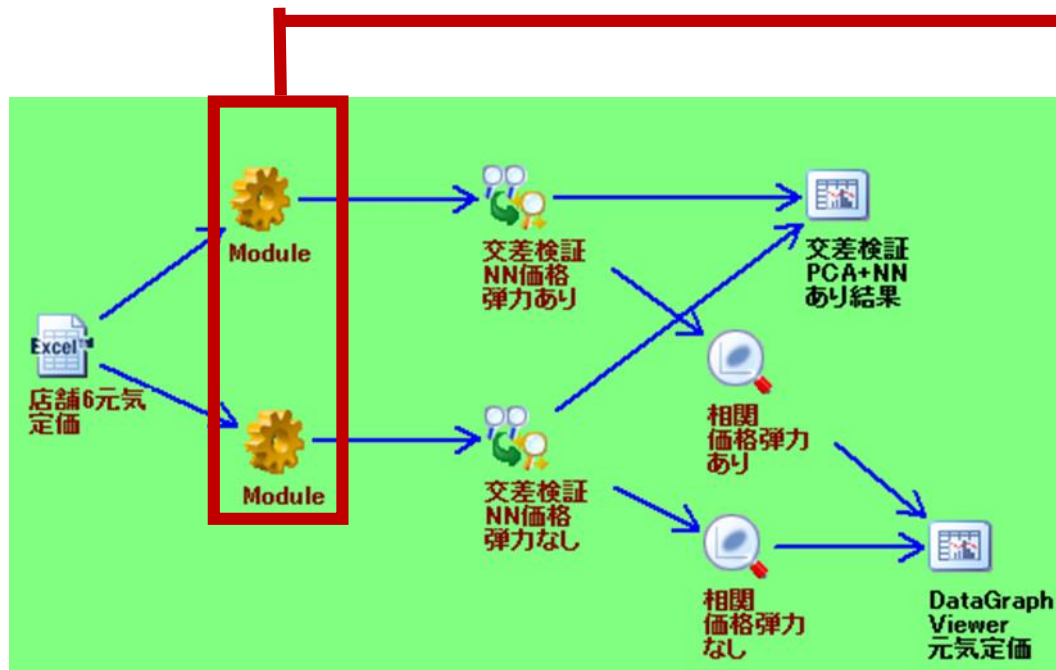 Module
交差検証
NN価格
弾力あり
交差検証
PCA+NN
あり結果
Excel™
店舗6元気
定価
相関
価格弾力
あり
Module
交差検証
NN価格
弾力なし
相関
価格弾力
なし
DataGraph
Viewer
元気定価